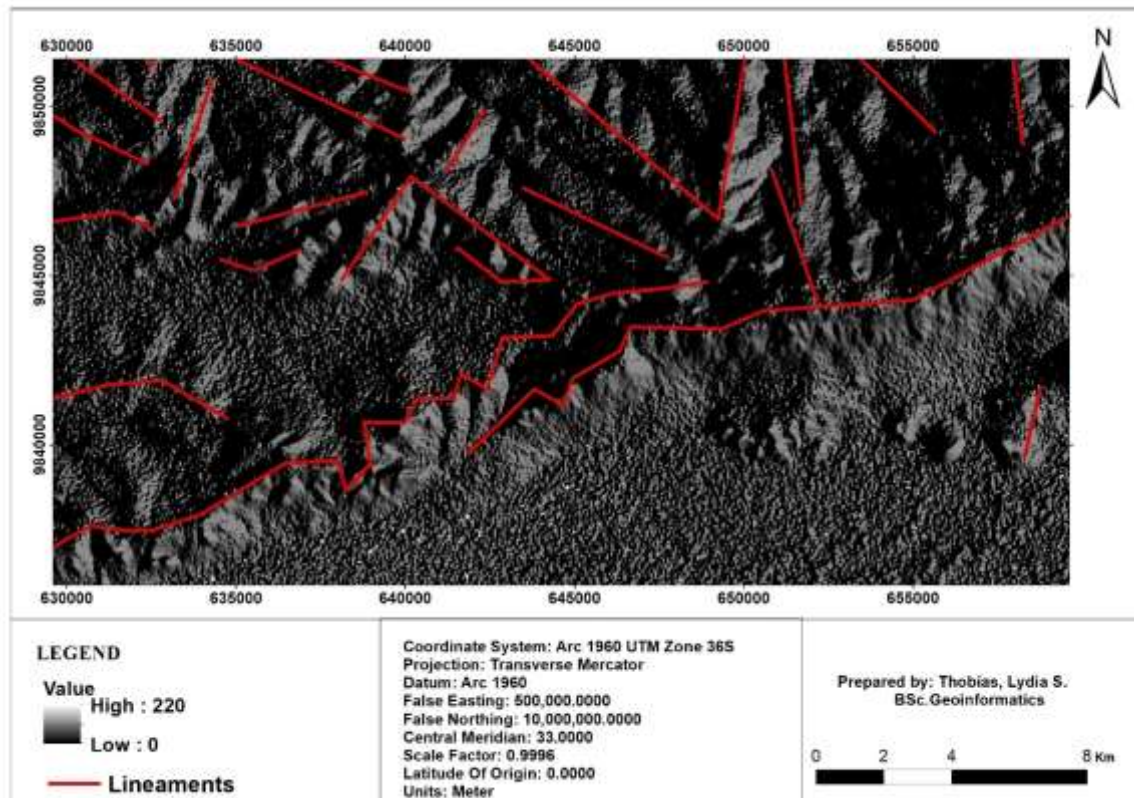 630000 635000 640000 645000 650000 655000
N
9850000
9845000
9840000
630000 635000 640000 645000 650000 655000
LEGEND
Value
High : 220
Low : 0
Lineaments
Coordinate System: Arc 1960 UTM Zone 36S
Projection: Transverse Mercator
Datum: Arc 1960
False Easting: 500,000.0000
False Northing: 10,000,000.0000
Central Meridian: 33.0000
Scale Factor: 0.9996
Latitude Of Origin: 0.0000
Units: Meter
Prepared by: Thobias, Lydia S.
BSc.Geoinformatics
0 2 4 8 Km